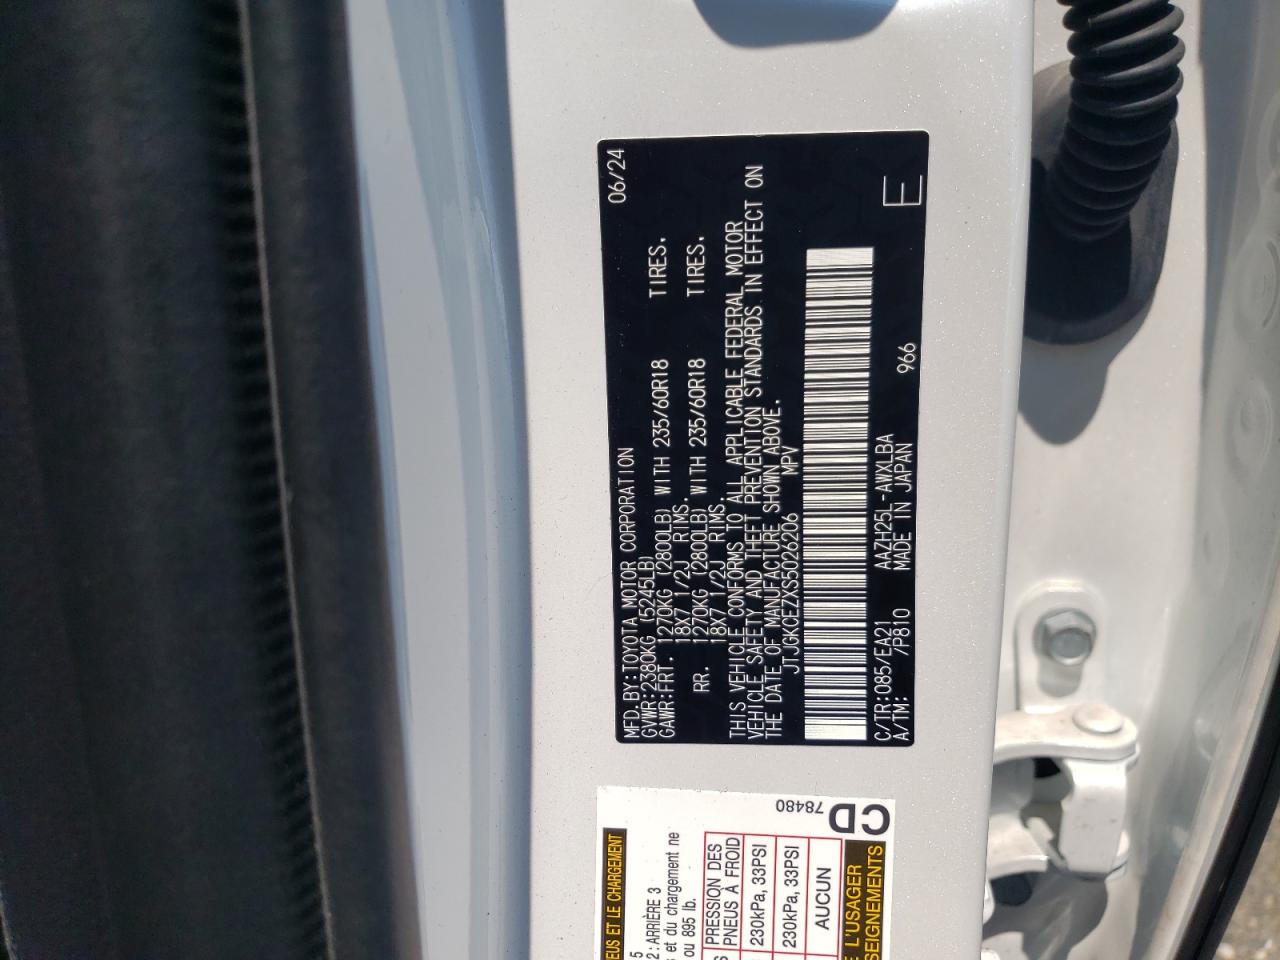 MFD.BY:TOYOTA MOTOR CORPORATION 06/24
GVWR:2380KG (5245LB)
GAWR:FRT. 1270KG (2800LB) WITH 235/60R18 TIRES.
18X7 1/2J RIMS.
RR. 1270KG (2800LB) WITH 235/60R18 TIRES.
18X7 1/2J RIMS.
THIS VEHICLE CONFORMS TO ALL APPLICABLE FEDERAL MOTOR
VEHICLE SAFETY AND THEFT PREVENTION STANDARDS IN EFFECT ON
THE DATE OF MANUFACTURE SHOWN ABOVE.
JTJGKCEZXS5026206 MPV
C/TR:085/EA21 AAZH25L-AWXLBA
A/TM: /P810 MADE IN JAPAN 966 E
EUS ET LE CHARGEMENT
5
2:ARRIÈRE 3
s et du chargement ne
ou 895 lb.
PRESSION DES
PNEUS À FROID
230kPa, 33PSI
230kPa, 33PSI
AUCUN
L'USAGER
SEIGNEMENTS
78480
CD